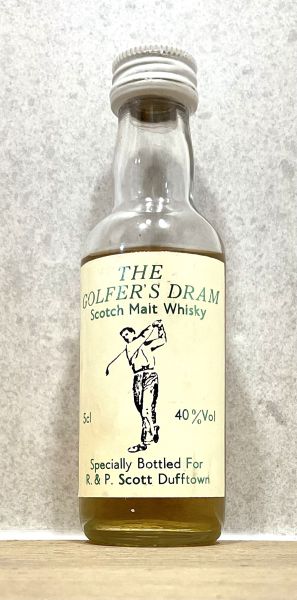 THE
GOLFER'S DRAM
Scotch Malt Whisky
5cl 40%Vol
Specially Bottled For
R. & P. Scott Dufftown